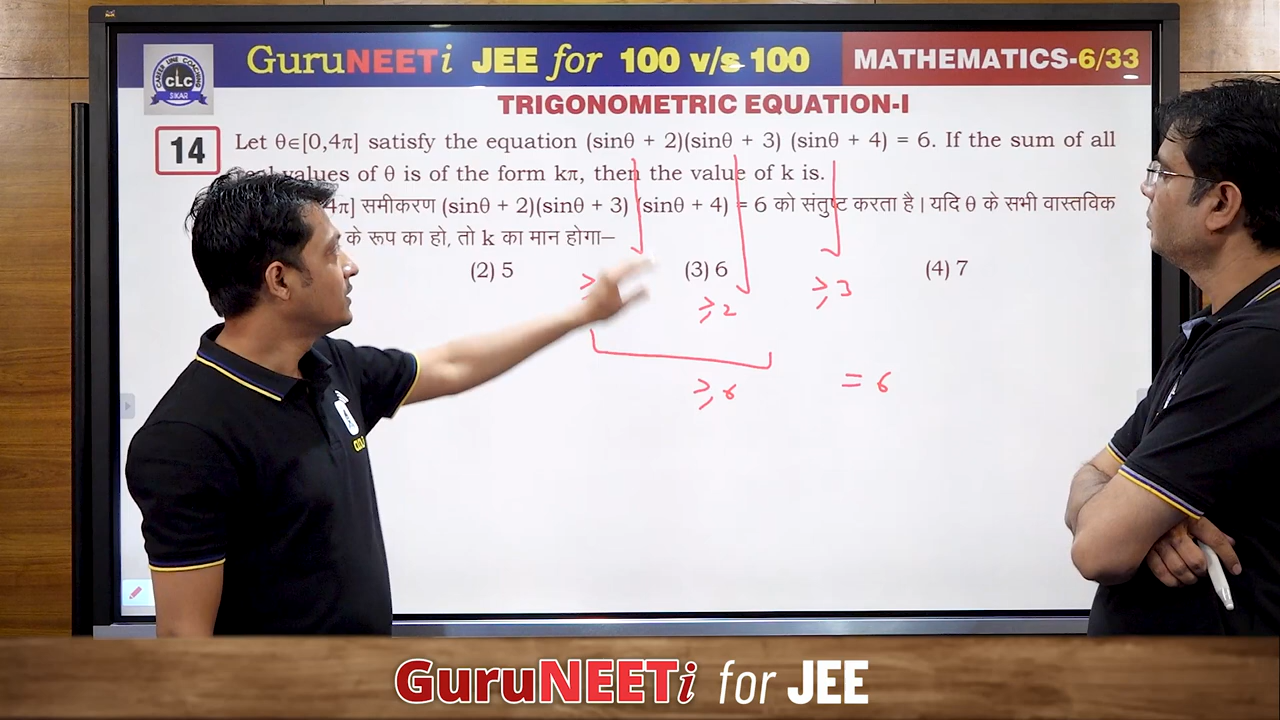 GuruNEETi JEE for 100 v/s 100 MATHEMATICS-6/33
CLC
SIKAR
TRIGONOMETRIC EQUATION-I
14 Let θ∈[0,4π] satisfy the equation (sinθ + 2)(sinθ + 3) (sinθ + 4) = 6. If the sum of all
values of θ is of the form kπ, then the value of k is.
4π] समीकरण (sinθ + 2)(sinθ + 3) (sinθ + 4) = 6 को संतुष्ट करता है। यदि θ के सभी वास्तविक
के रूप का हो, तो k का मान होगा–
(2) 5 (3) 6 (4) 7
≥ ≥2 ≥3
≥6 = 6
GuruNEETi for JEE